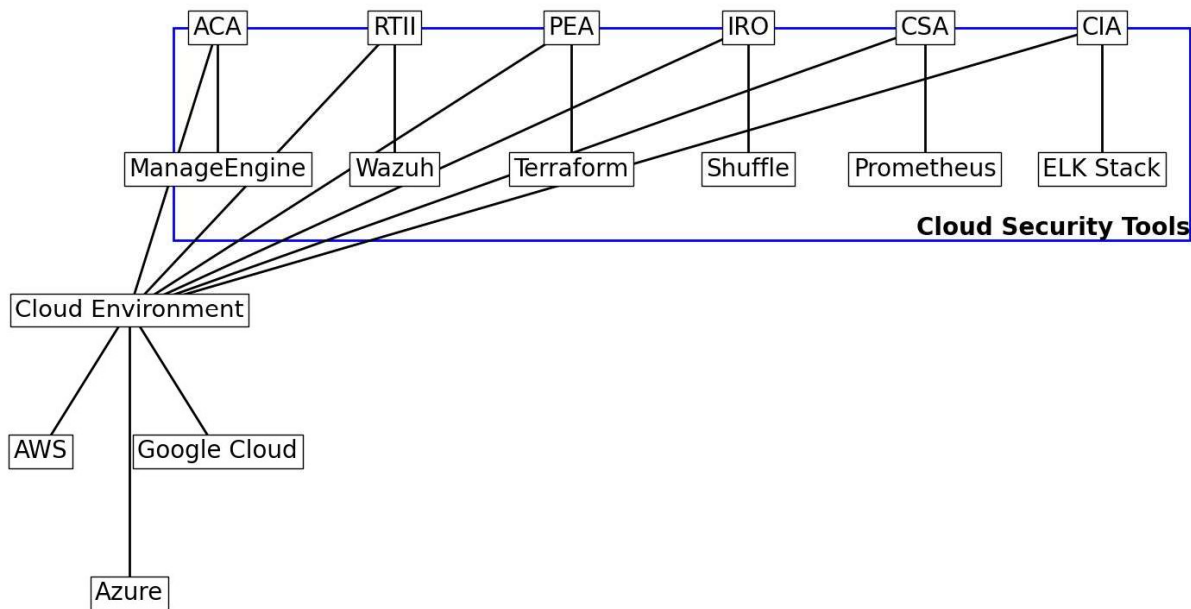 ACA RTII PEA IRO CSA CIA
ManageEngine Wazuh Terraform Shuffle Prometheus ELK Stack
Cloud Security Tools
Cloud Environment
AWS Google Cloud
Azure